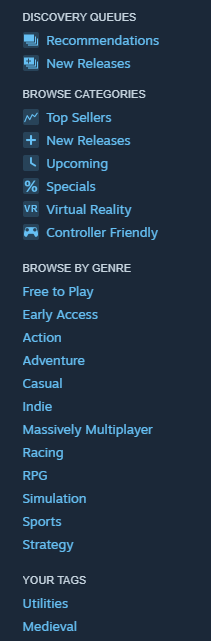 DISCOVERY QUEUES
Recommendations
New Releases
BROWSE CATEGORIES
Top Sellers
New Releases
Upcoming
% Specials
VR Virtual Reality
Controller Friendly
BROWSE BY GENRE
Free to Play
Early Access
Action
Adventure
Casual
Indie
Massively Multiplayer
Racing
RPG
Simulation
Sports
Strategy
YOUR TAGS
Utilities
Medieval